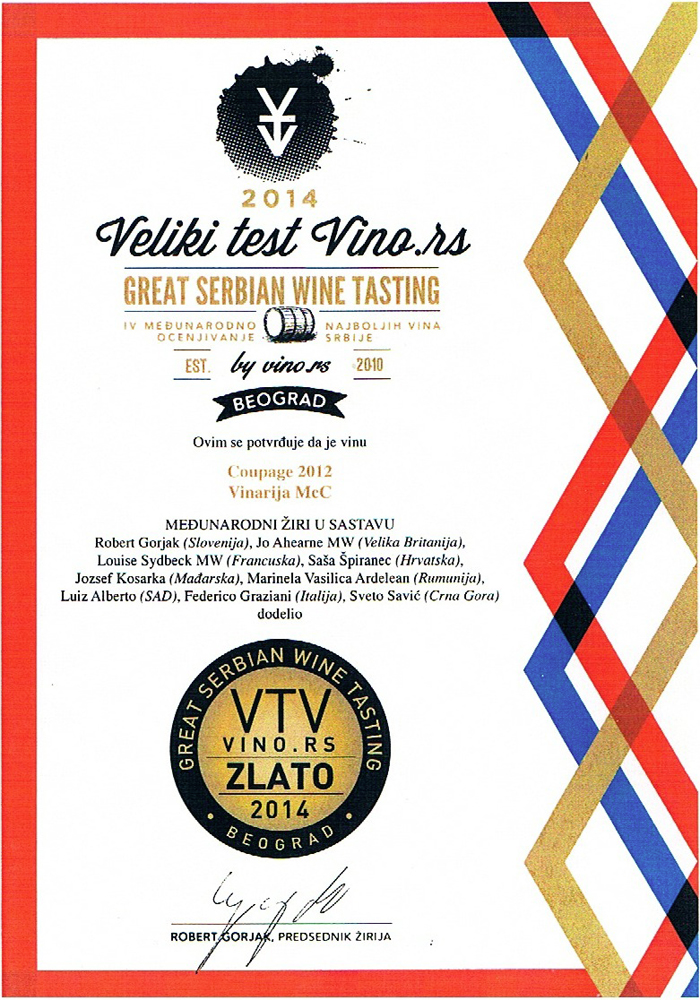 2014
Veliki test Vino.rs
GREAT SERBIAN WINE TASTING
IV MEĐUNARODNO NAJBOLJIH VINA
OCENJIVANJE SRBIJE
EST. by vino.rs 2010
BEOGRAD
Ovim se potvrđuje da je vinu
Coupage 2012
Vinarija McC
MEĐUNARODNI ŽIRI U SASTAVU
Robert Gorjak (Slovenija), Jo Ahearne MW (Velika Britanija),
Louise Sydbeck MW (Francuska), Saša Špiranec (Hrvatska),
Jozsef Kosarka (Mađarska), Marinela Vasilica Ardelean (Rumunija),
Luiz Alberto (SAD), Federico Graziani (Italija), Sveto Savić (Crna Gora)
dodelio
GREAT SERBIAN WINE TASTING
VTV
VINO.RS
ZLATO
2014
BEOGRAD
ROBERT GORJAK, PREDSEDNIK ŽIRIJA